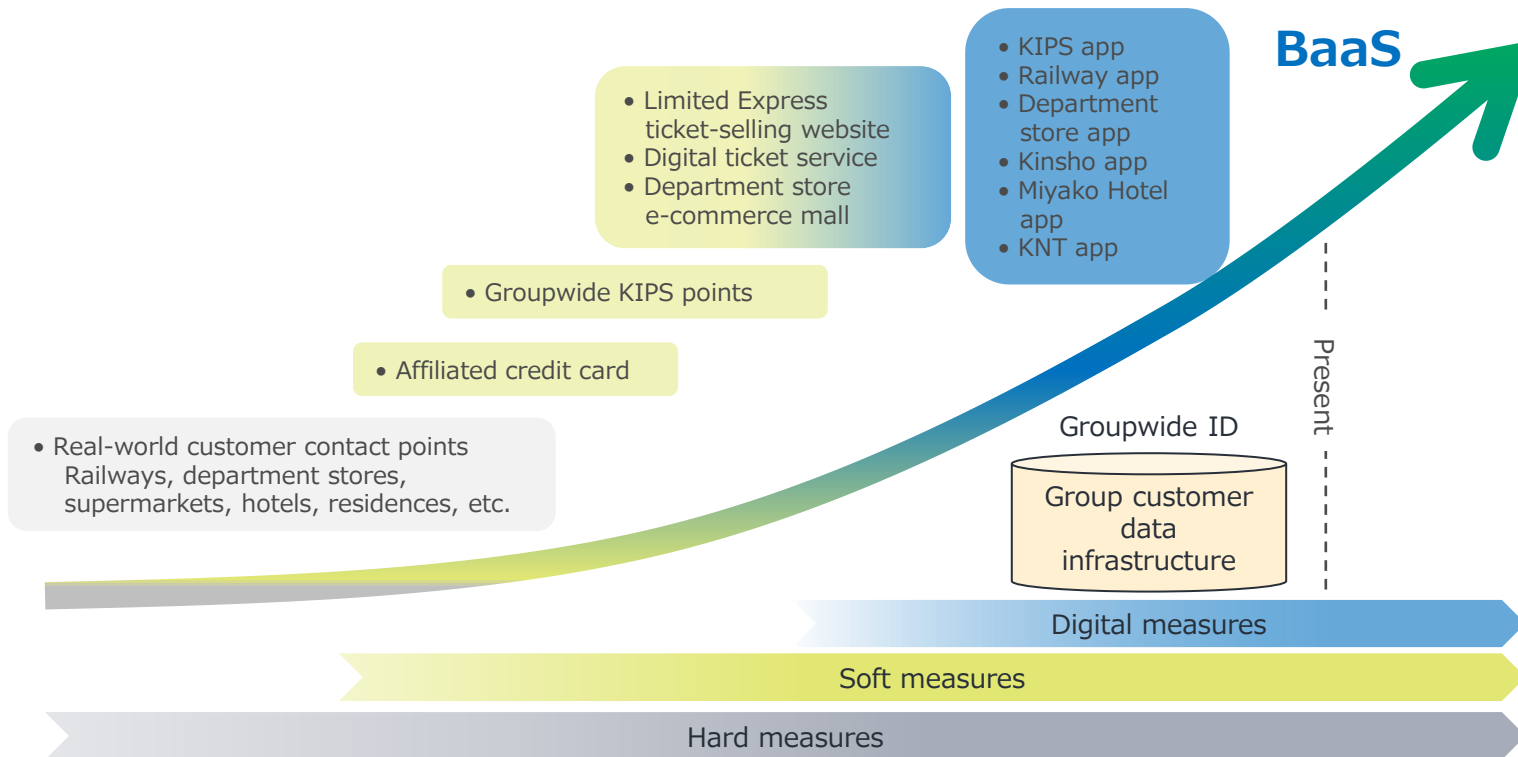 • KIPS app
• Railway app
• Department
store app
• Kinsho app
• Miyako Hotel
app
• KNT app
BaaS
• Limited Express
ticket-selling website
• Digital ticket service
• Department store
e-commerce mall
• Groupwide KIPS points
• Affiliated credit card
• Real-world customer contact points
Railways, department stores,
supermarkets, hotels, residences, etc.
Present
Groupwide ID
Group customer
data
infrastructure
Digital measures
Soft measures
Hard measures